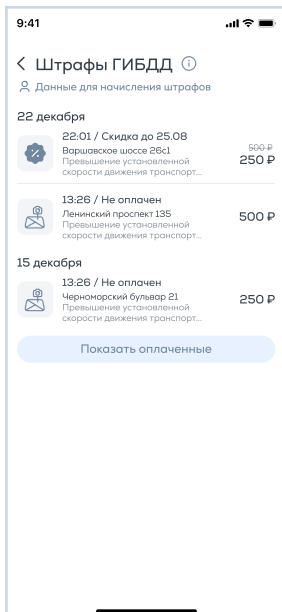 9:41
Штрафы ГИБДД
Данные для начисления штрафов
22 декабря
22:01 / Скидка до 25.08
Варшавское шоссе 26с1
Превышение установленной
скорости движения транспорт...
500 ₽
250 ₽
13:26 / Не оплачен
Ленинский проспект 135
Превышение установленной
скорости движения транспорт...
500 ₽
15 декабря
13:26 / Не оплачен
Черноморский бульвар 21
Превышение установленной
скорости движения транспорт...
250 ₽
Показать оплаченные